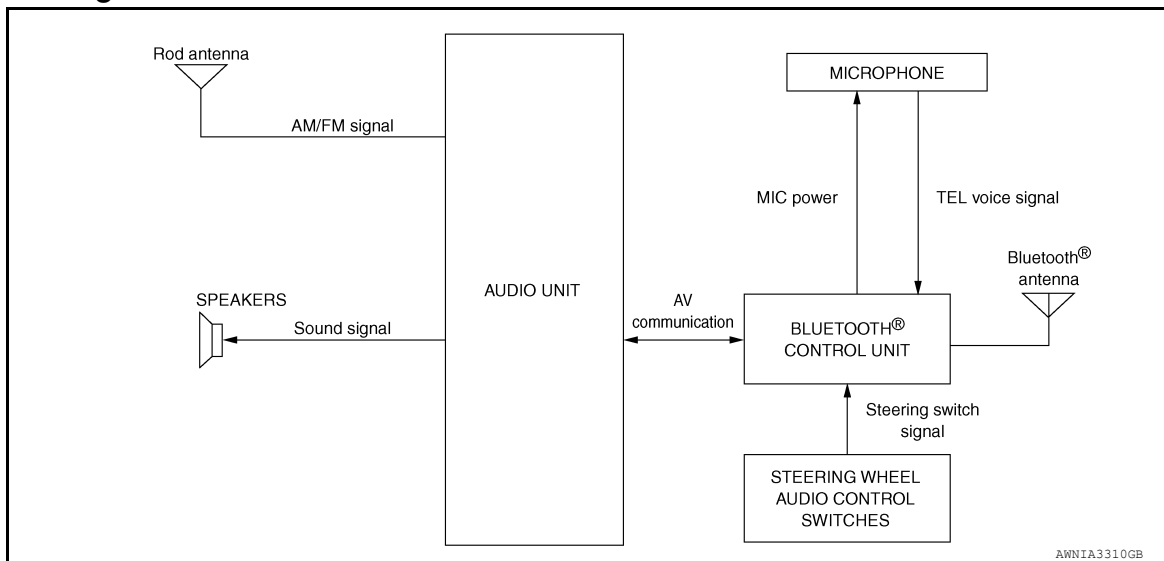 Rod antenna
AM/FM signal
SPEAKERS
Sound signal
AUDIO UNIT
AV
communication
MICROPHONE
MIC power
TEL voice signal
Bluetooth®
antenna
BLUETOOTH®
CONTROL UNIT
Steering switch
signal
STEERING WHEEL
AUDIO CONTROL
SWITCHES
AWNIA3310GB